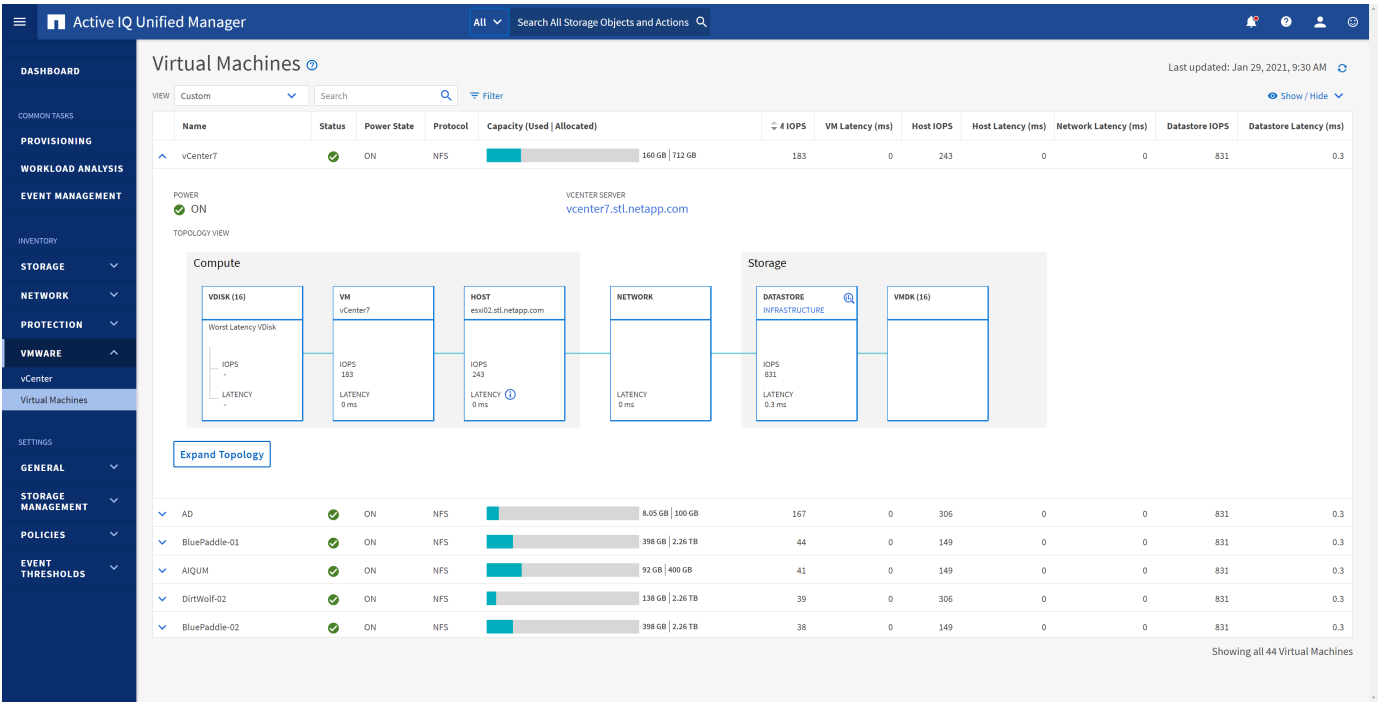 Active IQ Unified Manager
All
Search All Storage Objects and Actions
DASHBOARD
COMMON TASKS
PROVISIONING
WORKLOAD ANALYSIS
EVENT MANAGEMENT
INVENTORY
STORAGE
NETWORK
PROTECTION
VMWARE
vCenter
Virtual Machines
SETTINGS
GENERAL
STORAGE
MANAGEMENT
POLICIES
EVENT
THRESHOLDS
Virtual Machines
Last updated: Jan 29, 2021, 9:30 AM
VIEW Custom Search Filter Show / Hide
Name Status Power State Protocol Capacity (Used | Allocated) IOPS VM Latency (ms) Host IOPS Host Latency (ms) Network Latency (ms) Datastore IOPS Datastore Latency (ms)
vCenter7 ON NFS 160 GB | 712 GB 183 0 243 0 0 831 0.3
POWER
ON
VCENTER SERVER
vcenter7.stl.netapp.com
TOPOLOGY VIEW
Compute
VDISK (16)
Worst Latency VDisk
IOPS
-
LATENCY
-
VM
vCenter7
IOPS
183
LATENCY
0 ms
HOST
esxi02.stl.netapp.com
IOPS
243
LATENCY
0 ms
NETWORK
LATENCY
0 ms
Storage
DATASTORE
INFRASTRUCTURE
IOPS
831
LATENCY
0.3 ms
VMDK (16)
Expand Topology
AD ON NFS 8.05 GB | 100 GB 167 0 306 0 0 831 0.3
BluePaddle-01 ON NFS 398 GB | 2.26 TB 44 0 149 0 0 831 0.3
AIQUM ON NFS 92 GB | 400 GB 41 0 149 0 0 831 0.3
DirtWolf-02 ON NFS 138 GB | 2.26 TB 39 0 306 0 0 831 0.3
BluePaddle-02 ON NFS 398 GB | 2.26 TB 38 0 149 0 0 831 0.3
Showing all 44 Virtual Machines